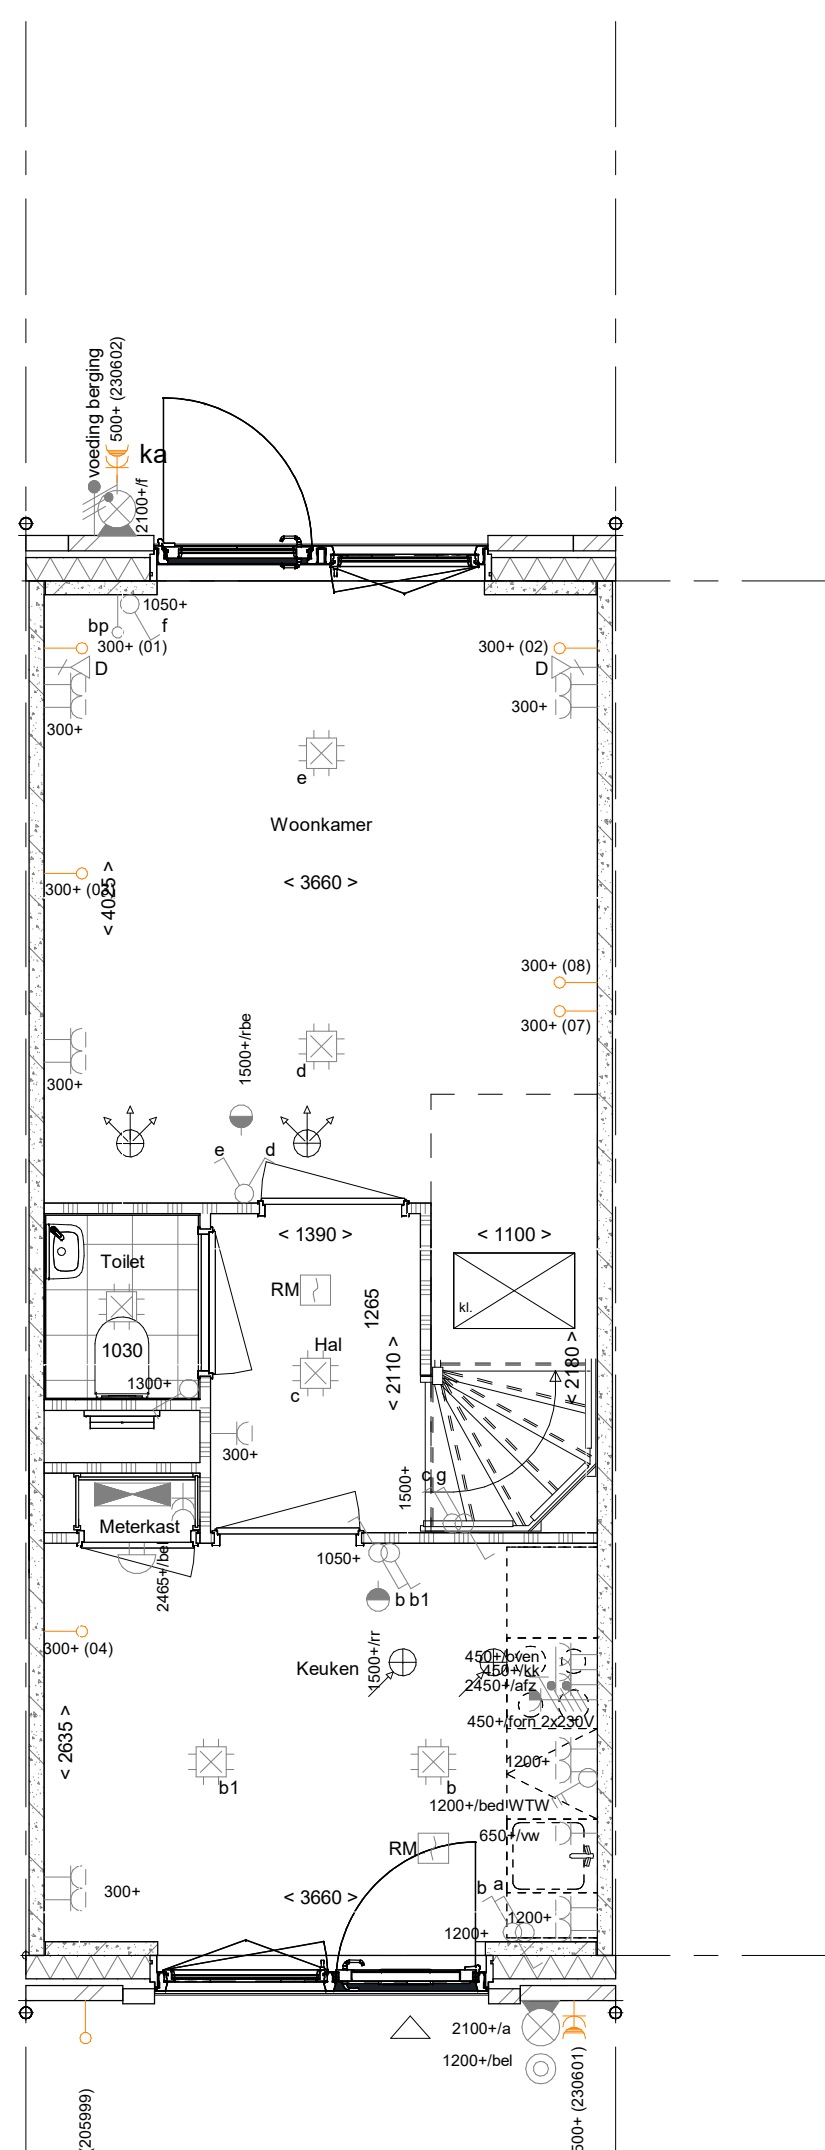 voeding berging
500+ (230602)
ka
2100+/f
1050+
bp
f
300+ (01)
300+ (02)
D
D
300+
300+
e
Woonkamer
< 3660 >
300+ (03)
< 4025 >
300+ (08)
300+ (07)
1500+/rbe
d
300+
e
d
< 1390 >
< 1100 >
Toilet
RM
1265
kl.
Hal
1030
< 2110 >
< 2180 >
1300+
c
300+
c g
1500+
Meterkast
2465+/bel
1050+
b b1
300+ (04)
1500+/rr
Keuken
450+/oven
450+/kk
2450+/afz
450+/forn 2x230V
< 2635 >
1200+
b1
b
1200+/bed WTW
RM
650+/vw
300+
< 3660 >
b a
1200+
1200+
2100+/a
1200+/bel
500+ (230601)
(205999)